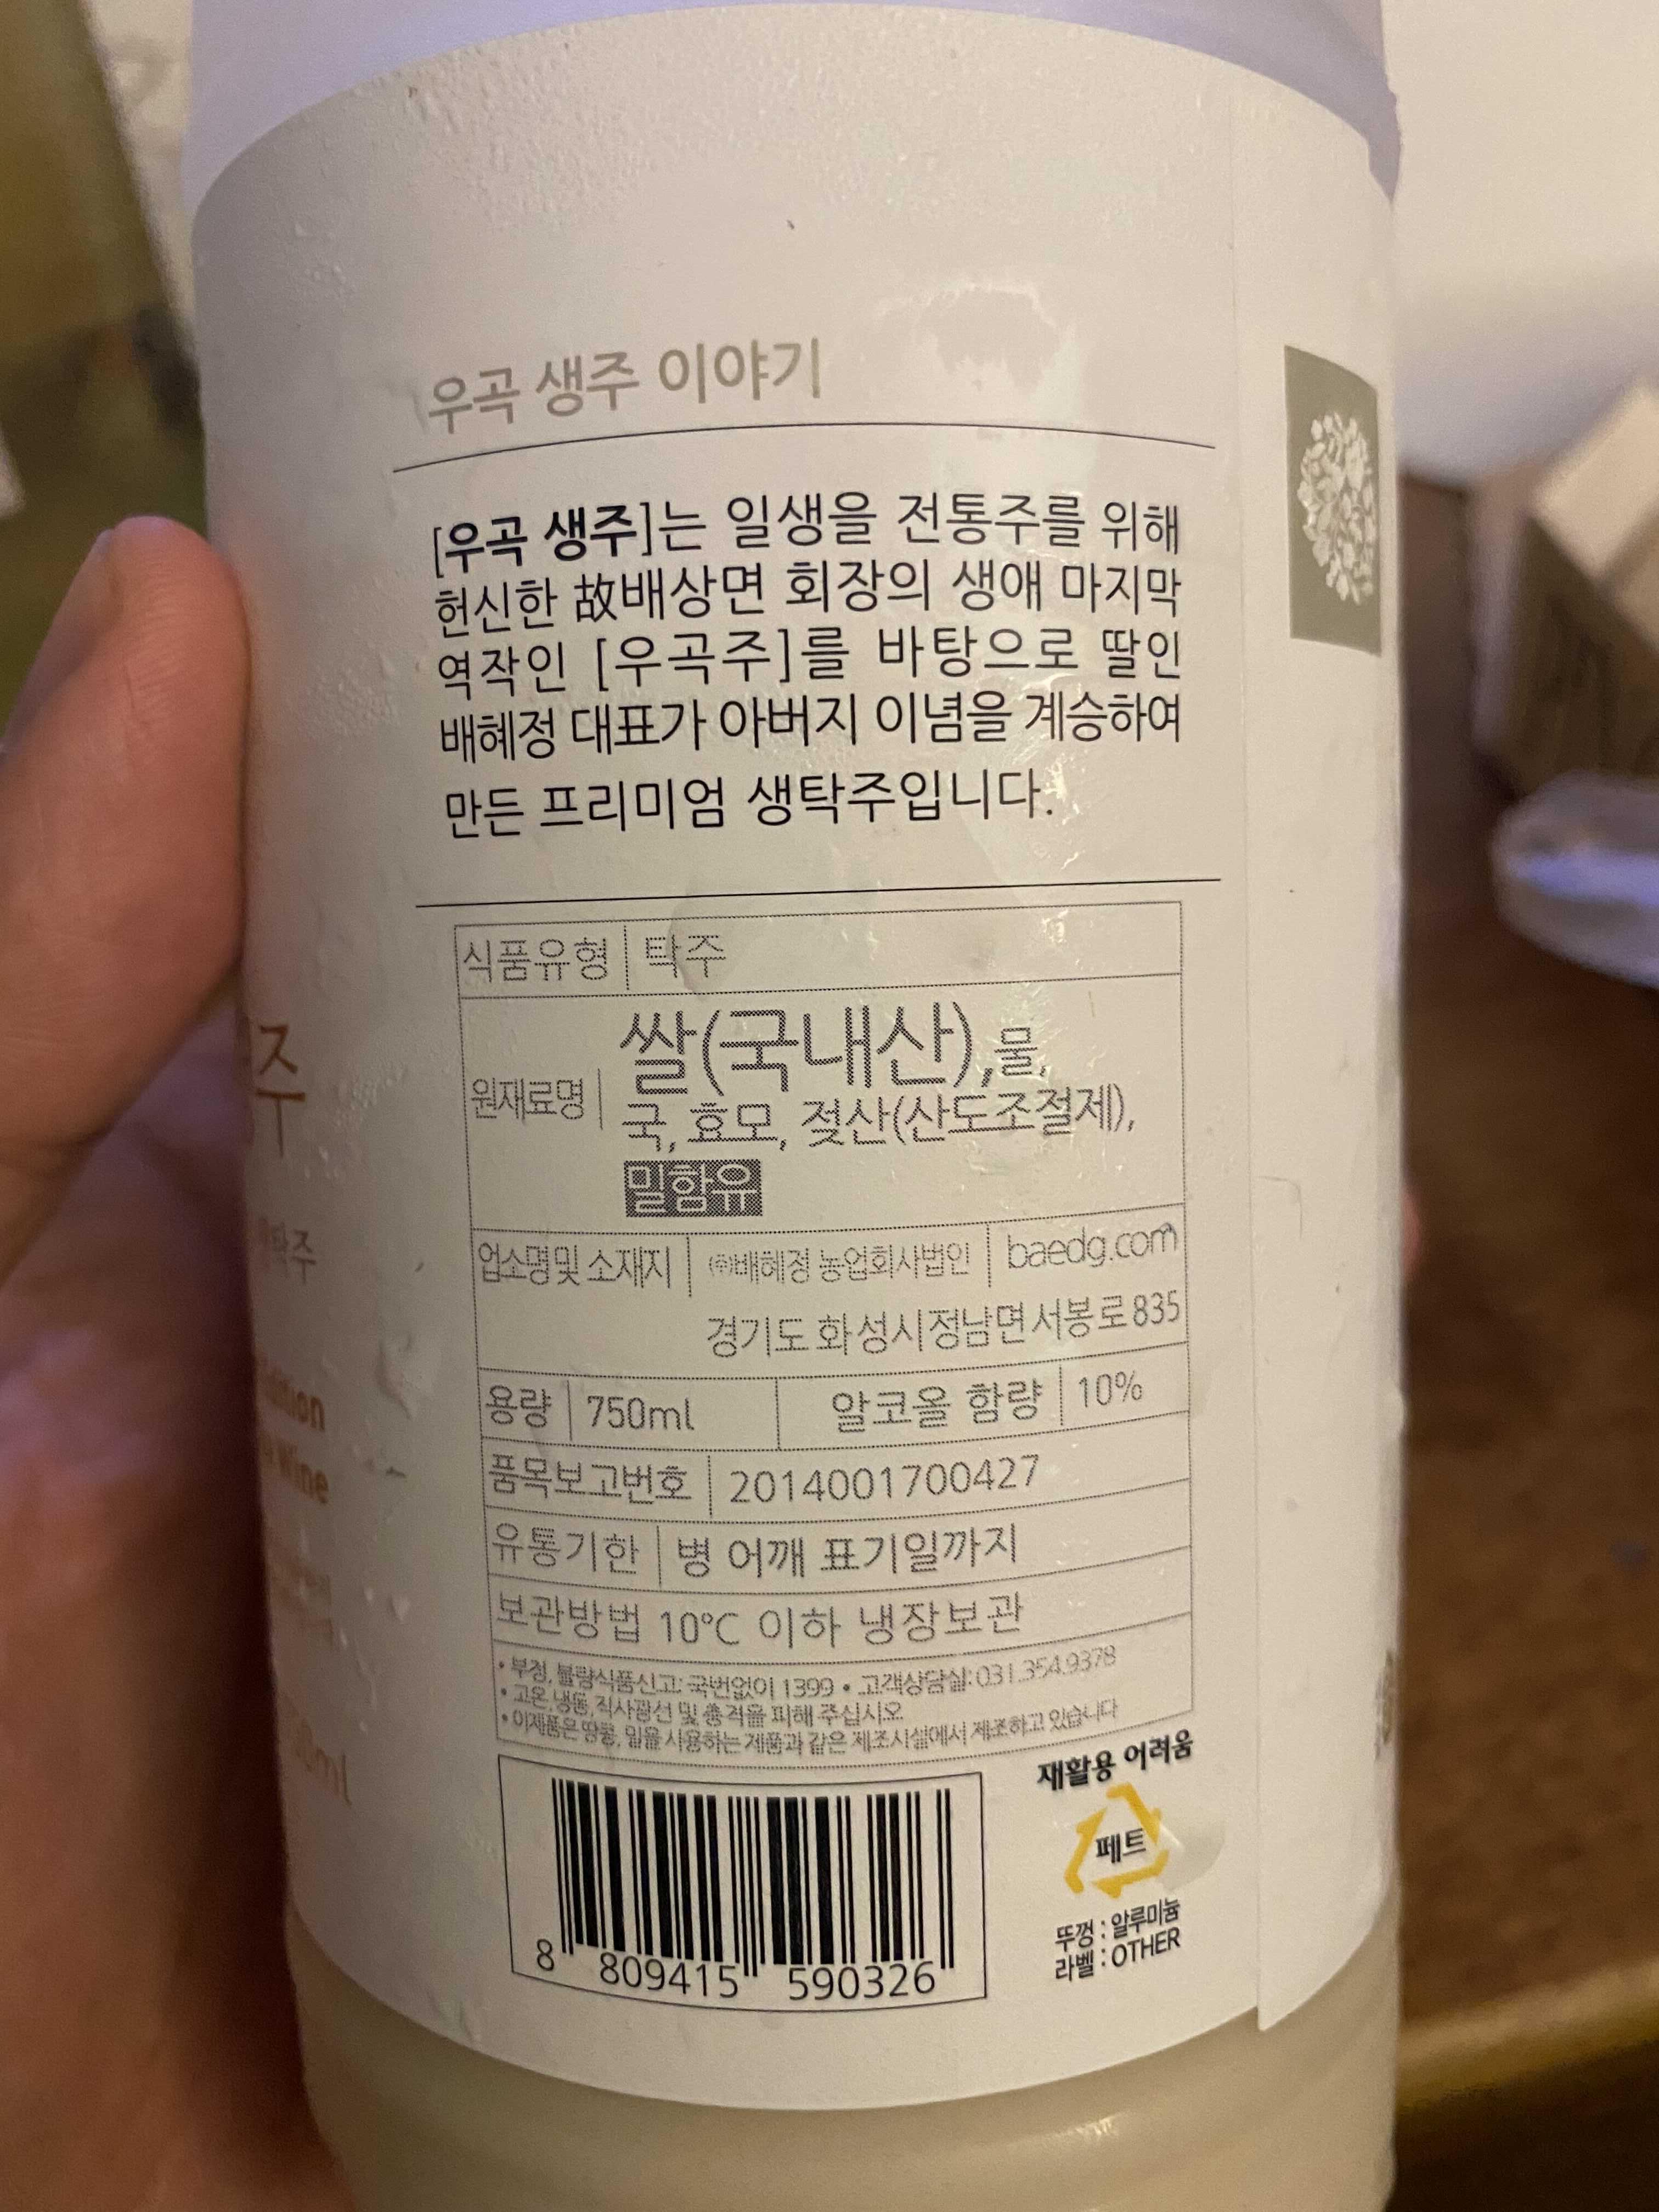 우곡 생주 이야기
[우곡 생주]는 일생을 전통주를 위해
헌신한 故배상면 회장의 생애 마지막
역작인 [우곡주]를 바탕으로 딸인
배혜정 대표가 아버지 이념을 계승하여
만든 프리미엄 생탁주입니다.
식품유형 탁주
원재료명 쌀(국내산),물,
국, 효모, 젖산(산도조절제),
밀함유
업소명및 소재지 ㈜배혜정 농업회사법인 baedg.com
경기도 화성시 정남면 서봉로 835
용량 750ml 알코올 함량 10%
품목보고번호 2014001700427
유통기한 병 어깨 표기일까지
보관방법 10℃ 이하 냉장보관
• 부정, 불량식품신고: 국번없이 1399 • 고객상담실: 031.354.9378
• 고온, 냉동, 직사광선 및 충격을 피해 주십시오
• 이제품은 땅콩, 밀을 사용하는 제품과 같은 제조시설에서 제조하고 있습니다
8 809415 590326
재활용 어려움
페트
뚜껑 : 알루미늄
라벨 : OTHER
주
Wine